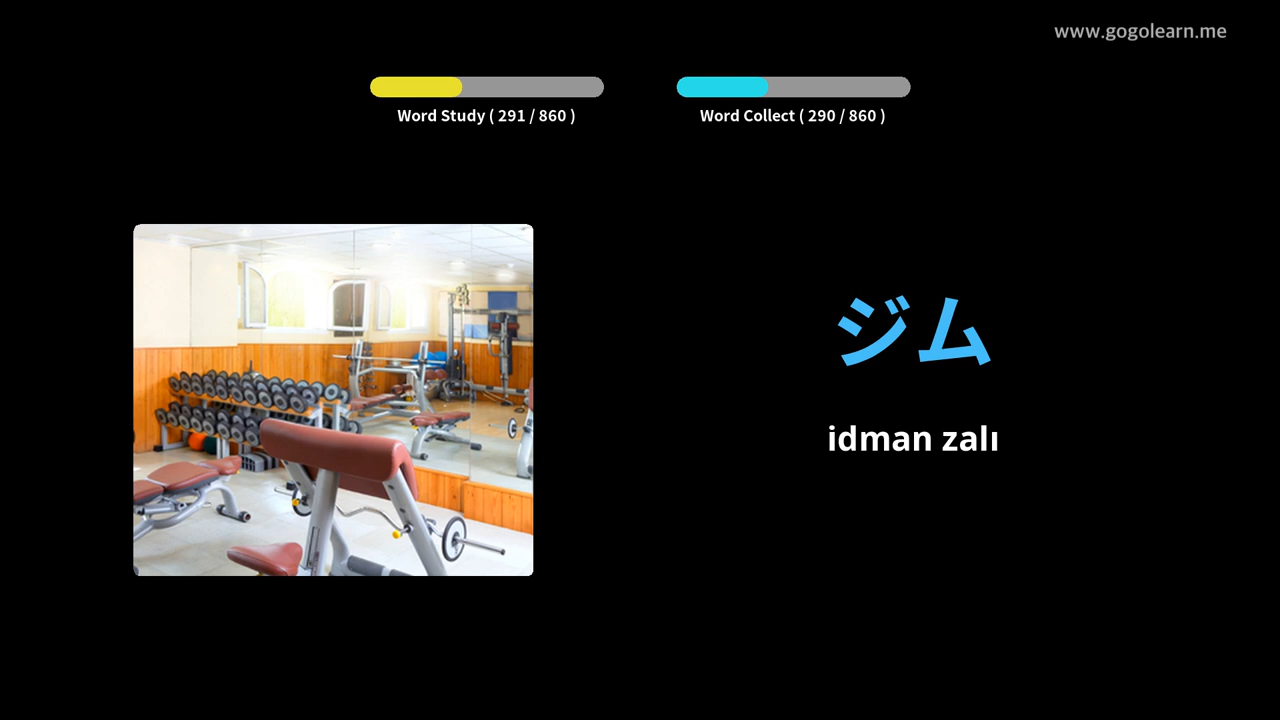 www.gogolearn.me
Word Study ( 291 / 860 )
Word Collect ( 290 / 860 )
ジム
idman zalı